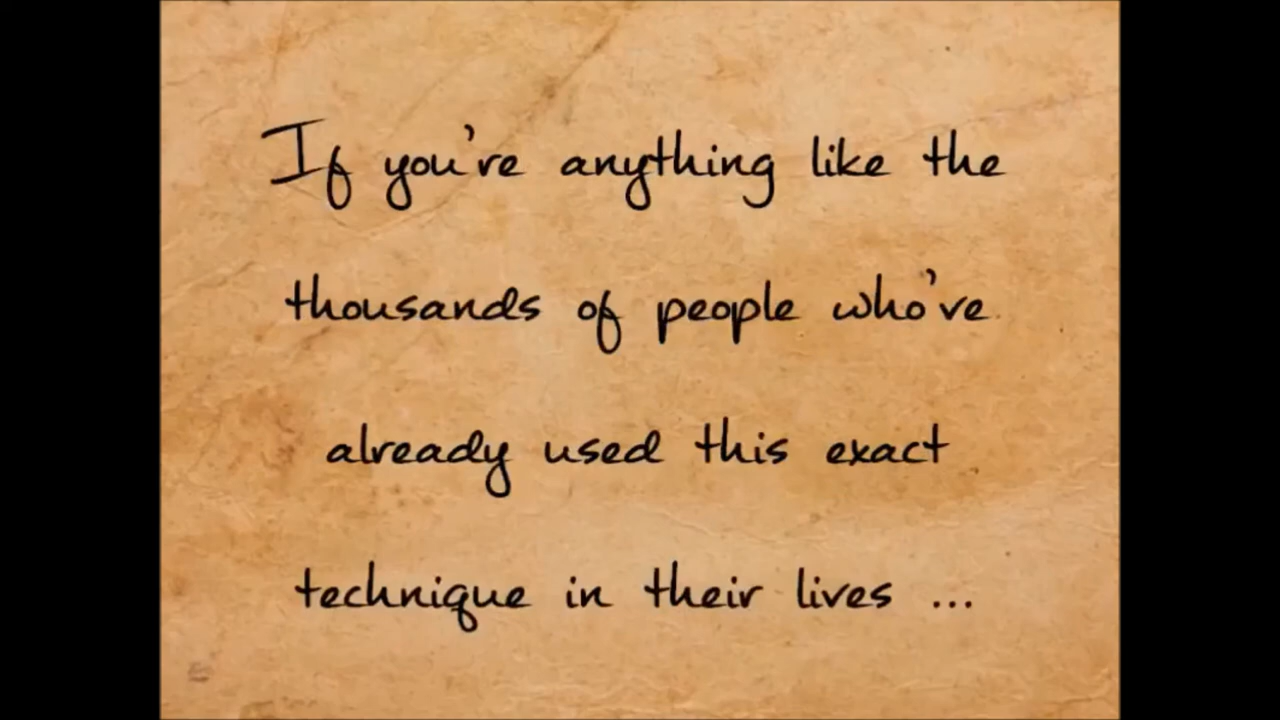 If you're anything like the
thousands of people who've
already used this exact
technique in their lives ...